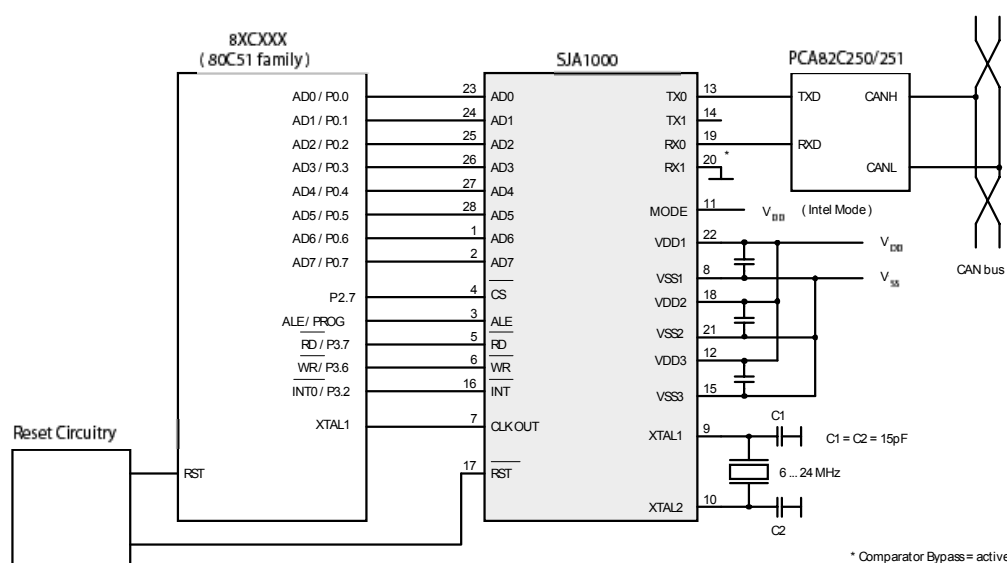 8XCXXX
( 80C51 family)
SJA1000
PCA82C250/251
AD0 / P0.0
23
AD0
TX0
13
TXD
CANH
AD1 / P0.1
24
AD1
TX1
14
AD2 / P0.2
25
AD2
RX0
19
RXD
AD3 / P0.3
26
AD3
RX1
20
*
CANL
AD4 / P0.4
27
AD4
AD5 / P0.5
28
AD5
MODE
11
VDD
( Intel Mode )
AD6 / P0.6
1
AD6
VDD1
22
VDD
AD7 / P0.7
2
AD7
VSS1
8
VSS
CAN bus
P2.7
4
CS
VDD2
18
ALE/ PROG
3
ALE
RD/ P3.7
5
RD
VSS2
21
WR/ P3.6
6
WR
VDD3
12
INT0/ P3.2
16
INT
VSS3
15
XTAL1
7
CLK OUT
XTAL1
9
C1
C1 = C2 = 15pF
Reset Circuitry
RST
17
RST
6 ... 24 MHz
XTAL2
10
C2
* Comparator Bypass= active